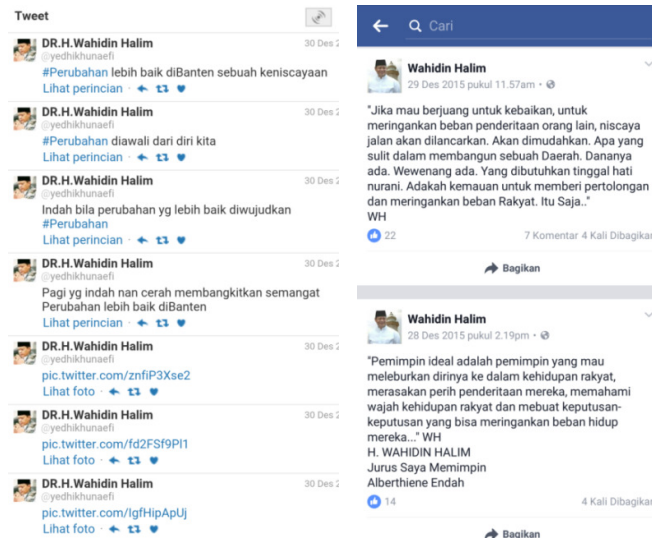 Tweet
DR.H.Wahidin Halim 30 Des 2
@yedhikhunaefi
#Perubahan lebih baik diBanten sebuah keniscayaan
Lihat perincian
DR.H.Wahidin Halim 30 Des 2
@yedhikhunaefi
#Perubahan diawali dari diri kita
Lihat perincian
DR.H.Wahidin Halim 30 Des 2
@yedhikhunaefi
Indah bila perubahan yg lebih baik diwujudkan
#Perubahan
Lihat perincian
DR.H.Wahidin Halim 30 Des 2
@yedhikhunaefi
Pagi yg indah nan cerah membangkitkan semangat
Perubahan lebih baik diBanten
Lihat perincian
DR.H.Wahidin Halim 30 Des 2
@yedhikhunaefi
pic.twitter.com/znfiP3Xse2
Lihat foto
DR.H.Wahidin Halim 30 Des 2
@yedhikhunaefi
pic.twitter.com/fd2FSf9PI1
Lihat foto
DR.H.Wahidin Halim 30 Des 2
@yedhikhunaefi
pic.twitter.com/IgfHipApUj
Lihat foto
Cari
Wahidin Halim
29 Des 2015 pukul 11.57am
"Jika mau berjuang untuk kebaikan, untuk
meringankan beban penderitaan orang lain, niscaya
jalan akan dilancarkan. Akan dimudahkan. Apa yang
sulit dalam membangun sebuah Daerah. Dananya
ada. Wewenang ada. Yang dibutuhkan tinggal hati
nurani. Adakah kemauan untuk memberi pertolongan
dan meringankan beban Rakyat. Itu Saja.."
WH
22 7 Komentar 4 Kali Dibagikan
Bagikan
Wahidin Halim
28 Des 2015 pukul 2.19pm
"Pemimpin ideal adalah pemimpin yang mau
meleburkan dirinya ke dalam kehidupan rakyat,
merasakan perih penderitaan mereka, memahami
wajah kehidupan rakyat dan mebuat keputusan-
keputusan yang bisa meringankan beban hidup
mereka..." WH
H. WAHIDIN HALIM
Jurus Saya Memimpin
Alberthiene Endah
14 4 Kali Dibagikan
Bagikan